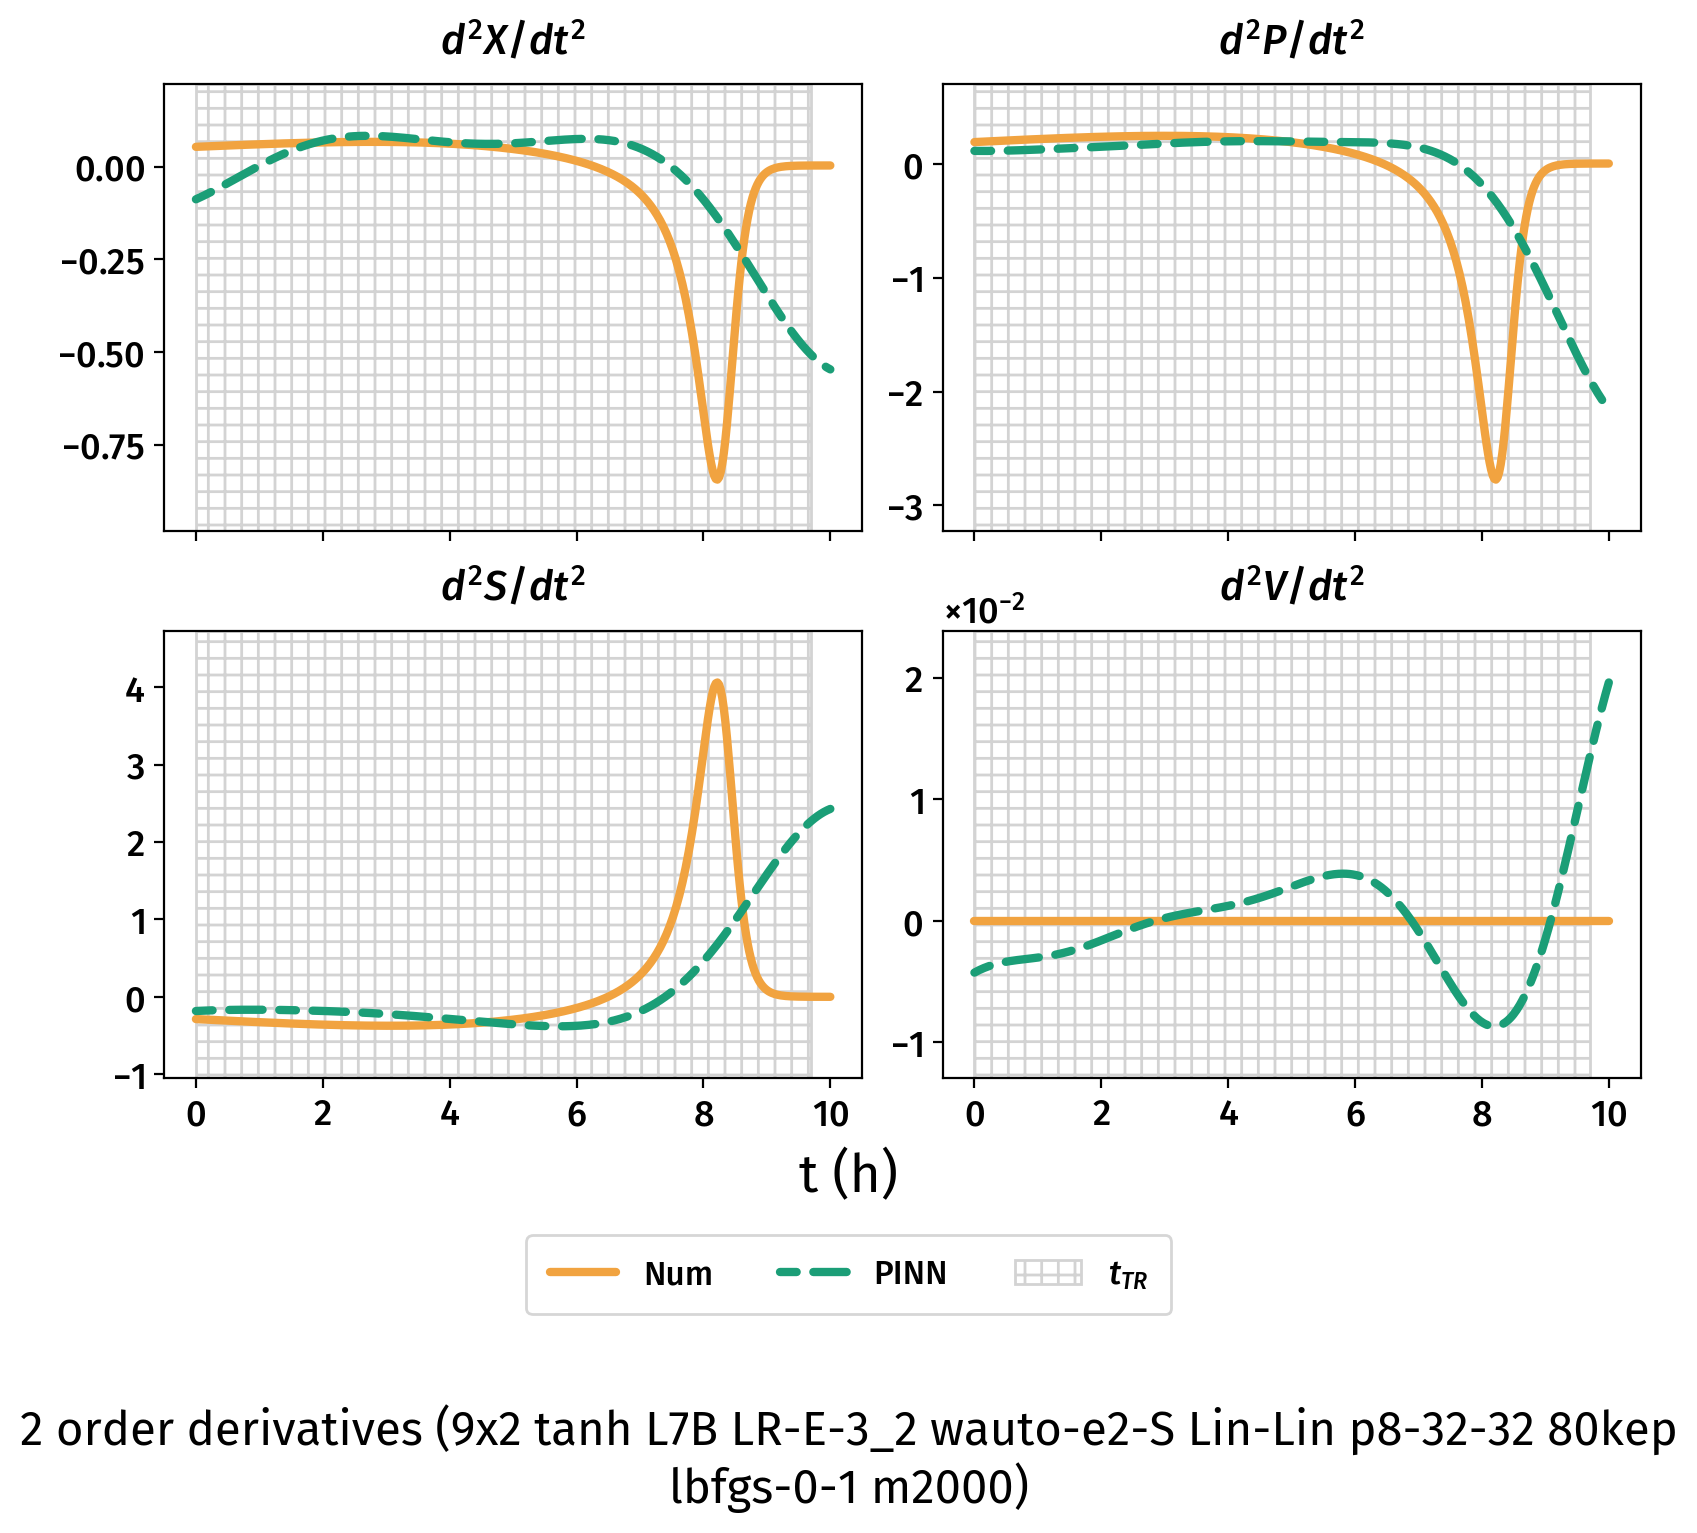 d²X/dt²
d²P/dt²
0.00
−0.25
−0.50
−0.75
0
−1
−2
−3
d²S/dt²
d²V/dt²
×10⁻²
4
3
2
1
0
−1
2
1
0
−1
0 2 4 6 8 10
0 2 4 6 8 10
t (h)
Num PINN t_TR
2 order derivatives (9x2 tanh L7B LR-E-3_2 wauto-e2-S Lin-Lin p8-32-32 80kep
lbfgs-0-1 m2000)